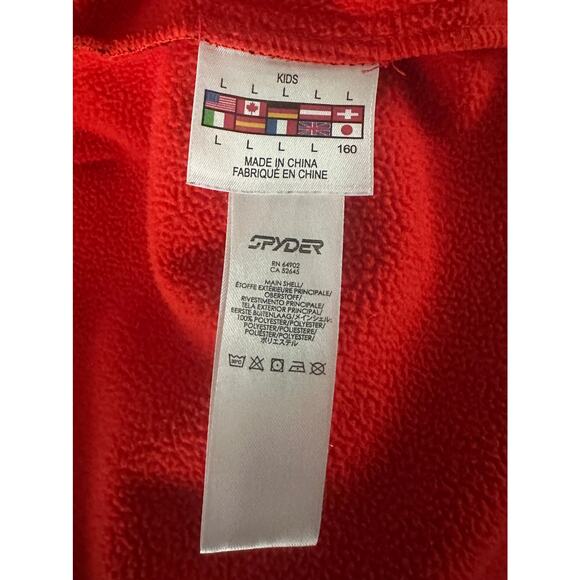 KIDS
L L L L L
L L L L 160
MADE IN CHINA
FABRIQUÉ EN CHINE
SPYDER
RN 64902
CA 52645
MAIN SHELL/
ÉTOFFE EXTÉRIEURE PRINCIPALE/
OBERSTOFF/
RIVESTIMENTO PRINCIPALE/
TELA EXTERIOR PRINCIPAL/
EERSTE BUITENLAAG/メインシェル/
100% POLYESTER/POLYESTER/
POLYESTER/POLIESTERE/
POLIÉSTER/POLYESTER/
ポリエステル
30°C